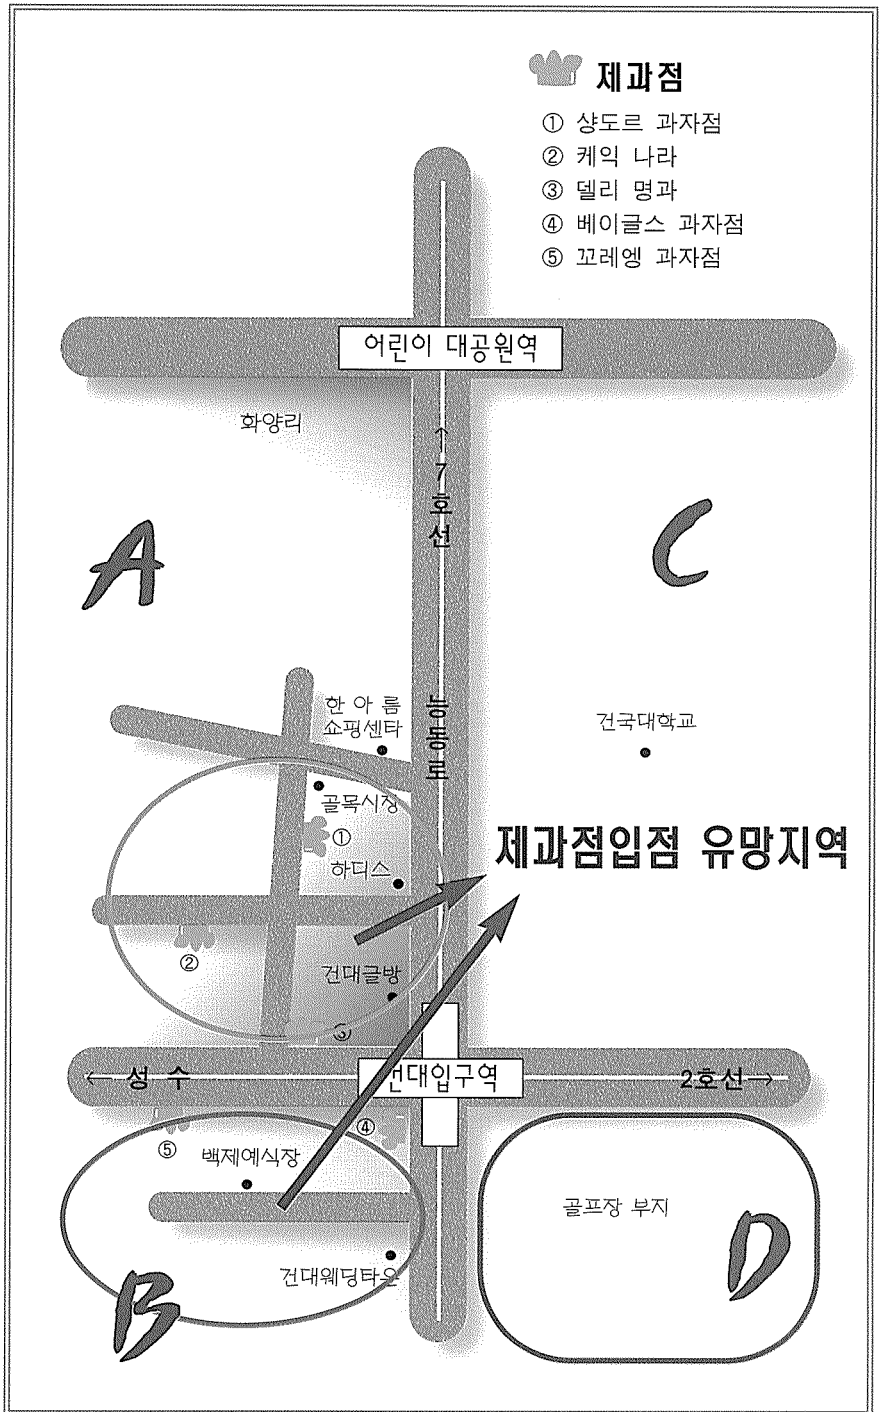 제과점
① 샹도르 과자점
② 케익 나라
③ 델리 명과
④ 베이글스 과자점
⑤ 꼬레엥 과자점
어린이 대공원역
화양리
↑7호선
A
C
한아름
쇼핑센타
능동로
건국대학교
골목시장
①
제과점입점 유망지역
하디스
②
건대글방
③
← 성수
건대입구역
2호선→
④
⑤
백제예식장
골프장 부지
D
건대웨딩타운
B